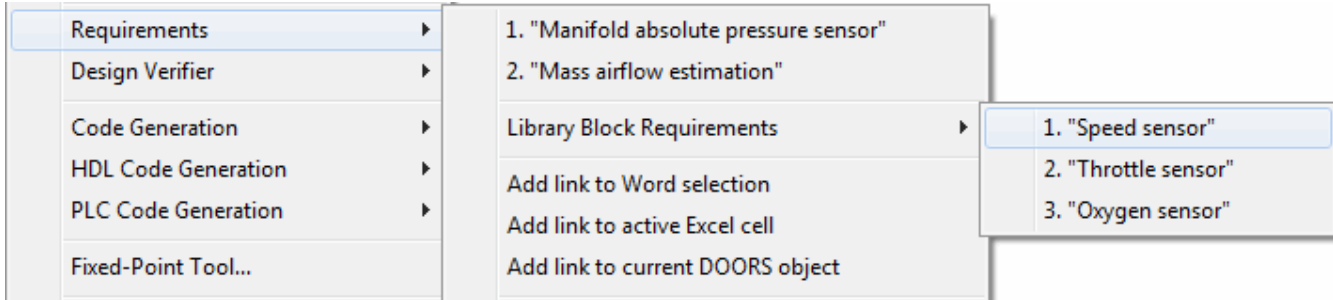 Requirements
Design Verifier
Code Generation
HDL Code Generation
PLC Code Generation
Fixed-Point Tool...
1. "Manifold absolute pressure sensor"
2. "Mass airflow estimation"
Library Block Requirements
Add link to Word selection
Add link to active Excel cell
Add link to current DOORS object
1. "Speed sensor"
2. "Throttle sensor"
3. "Oxygen sensor"